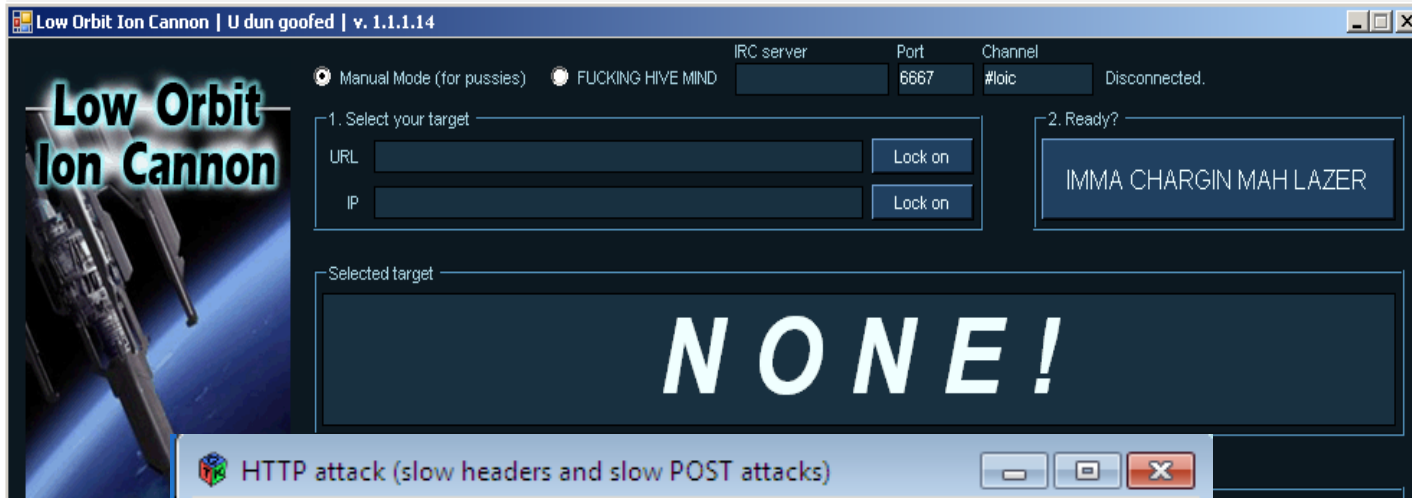 Low Orbit Ion Cannon | U dun goofed | v. 1.1.1.14
IRC server Port Channel
Manual Mode (for pussies) FUCKING HIVE MIND 6667 #loic Disconnected.
Low Orbit
Ion Cannon
1. Select your target
URL Lock on
IP Lock on
2. Ready?
IMMA CHARGIN MAH LAZER
Selected target
NONE!
HTTP attack (slow headers and slow POST attacks)